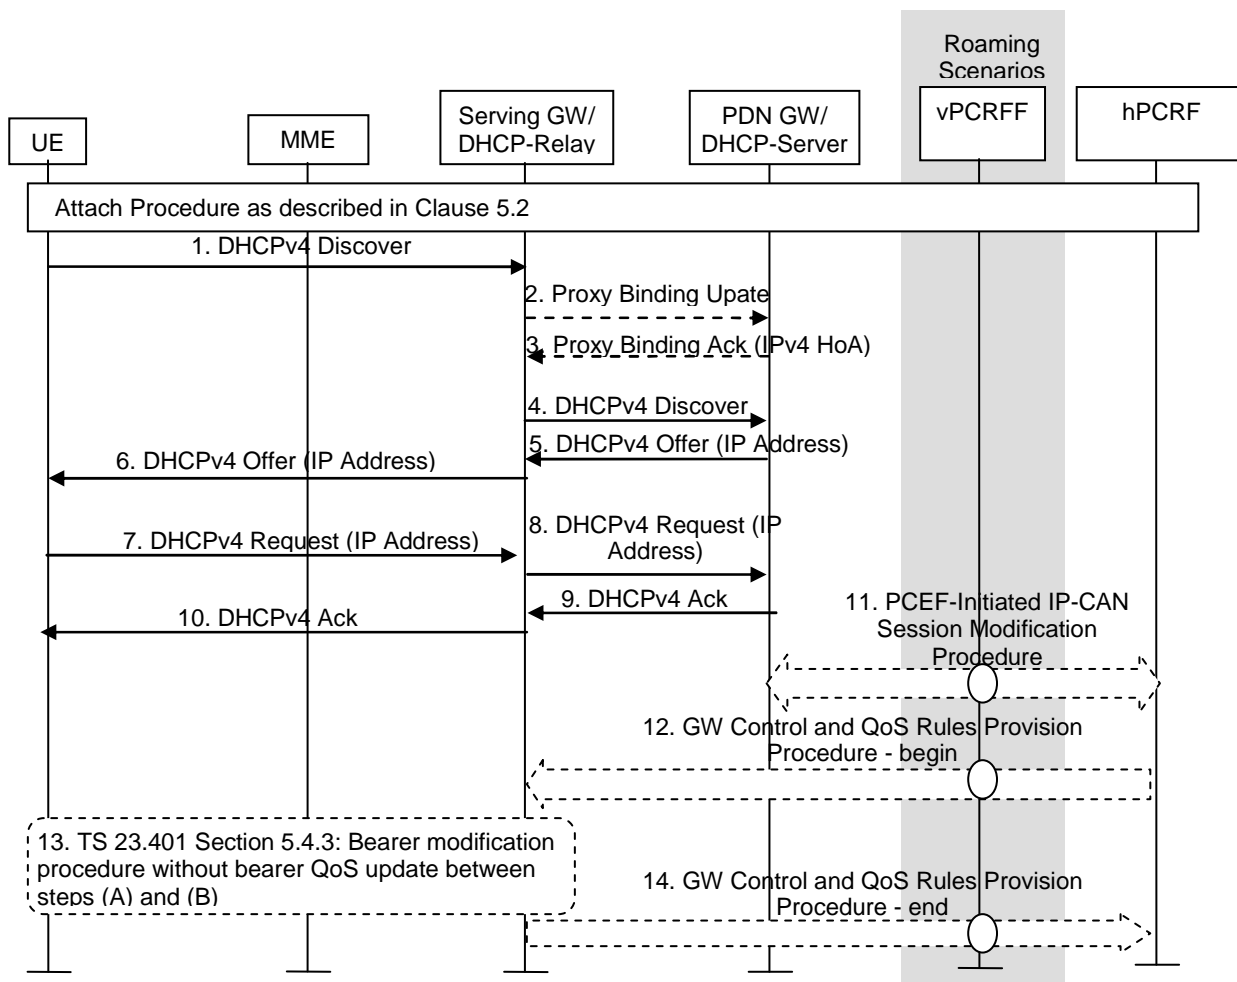 Roaming
Scenarios
UE
MME
Serving GW/
DHCP-Relay
PDN GW/
DHCP-Server
vPCRFF
hPCRF
Attach Procedure as described in Clause 5.2
1. DHCPv4 Discover
2. Proxy Binding Upate
3. Proxy Binding Ack (IPv4 HoA)
4. DHCPv4 Discover
5. DHCPv4 Offer (IP Address)
6. DHCPv4 Offer (IP Address)
7. DHCPv4 Request (IP Address)
8. DHCPv4 Request (IP
Address)
9. DHCPv4 Ack
10. DHCPv4 Ack
11. PCEF-Initiated IP-CAN
Session Modification
Procedure
12. GW Control and QoS Rules Provision
Procedure - begin
13. TS 23.401 Section 5.4.3: Bearer modification
procedure without bearer QoS update between
steps (A) and (B)
14. GW Control and QoS Rules Provision
Procedure - end